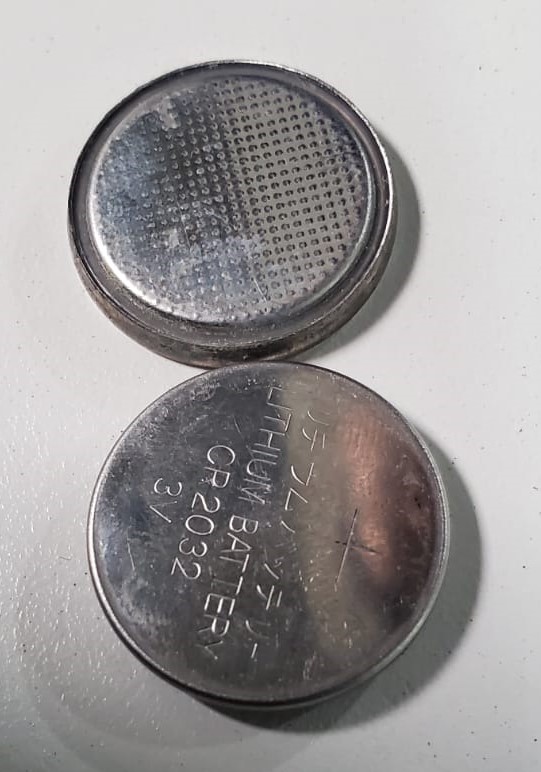 +
LITHIUM BATTERY
CR2032
3V